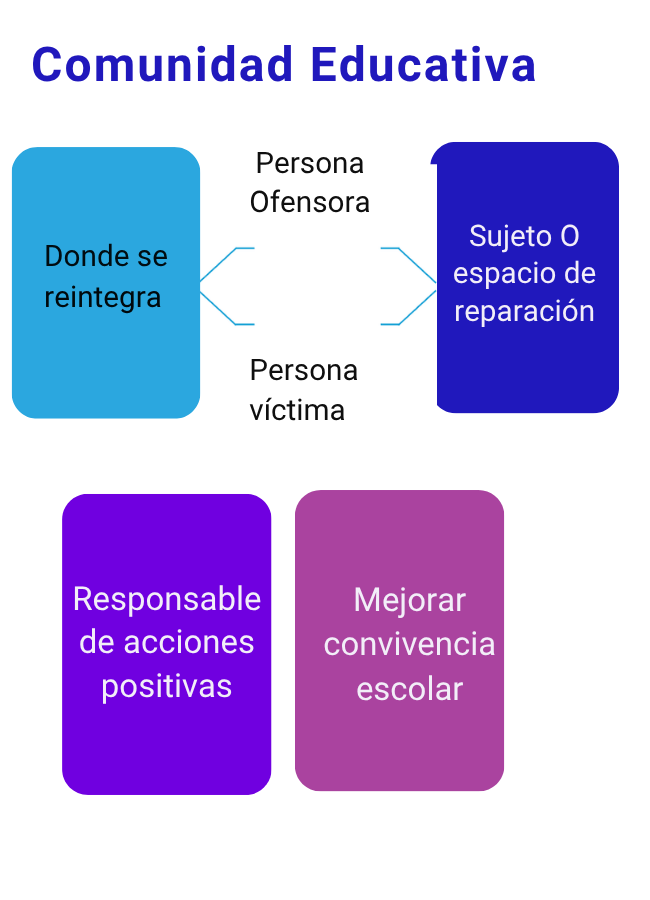 Comunidad Educativa
Persona
Ofensora
Donde se
reintegra
Sujeto O
espacio de
reparación
Persona
víctima
Responsable
de acciones
positivas
Mejorar
convivencia
escolar